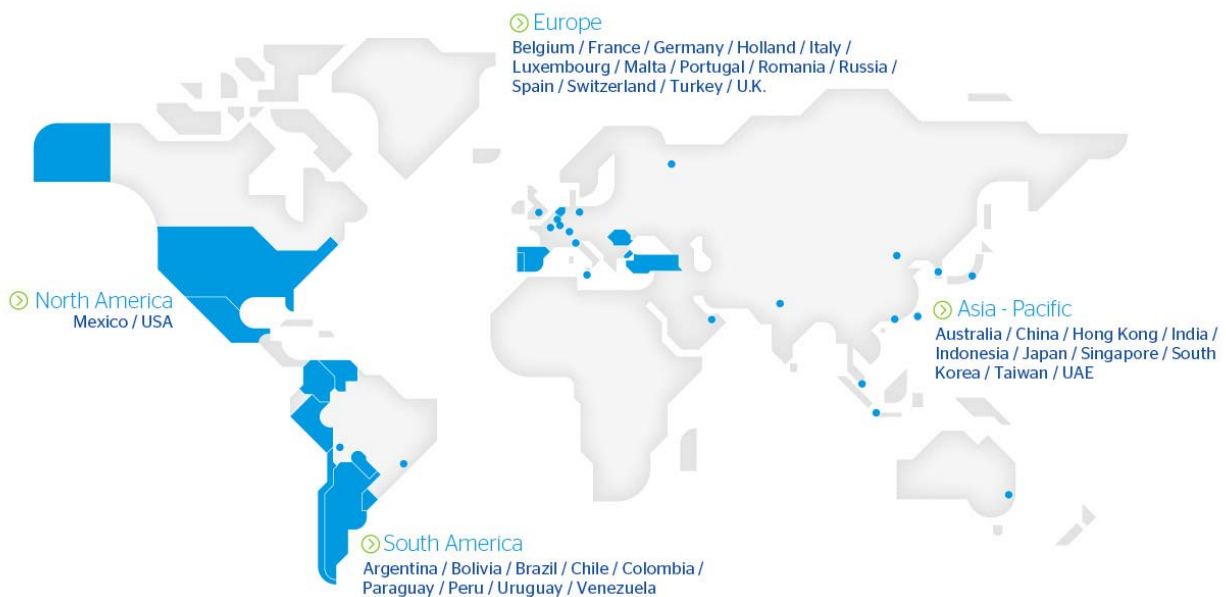 Europe
Belgium / France / Germany / Holland / Italy /
Luxembourg / Malta / Portugal / Romania / Russia /
Spain / Switzerland / Turkey / U.K.
North America
Mexico / USA
Asia - Pacific
Australia / China / Hong Kong / India /
Indonesia / Japan / Singapore / South
Korea / Taiwan / UAE
South America
Argentina / Bolivia / Brazil / Chile / Colombia /
Paraguay / Peru / Uruguay / Venezuela